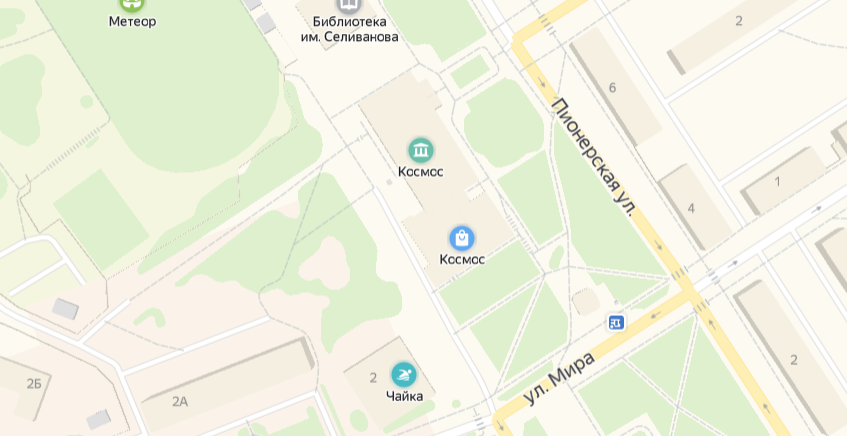 Метеор
Библиотека
им. Селиванова
2
6
Пионерская ул.
Космос
1
4
Космос
ул. Мира
2
2Б
2А
2
Чайка